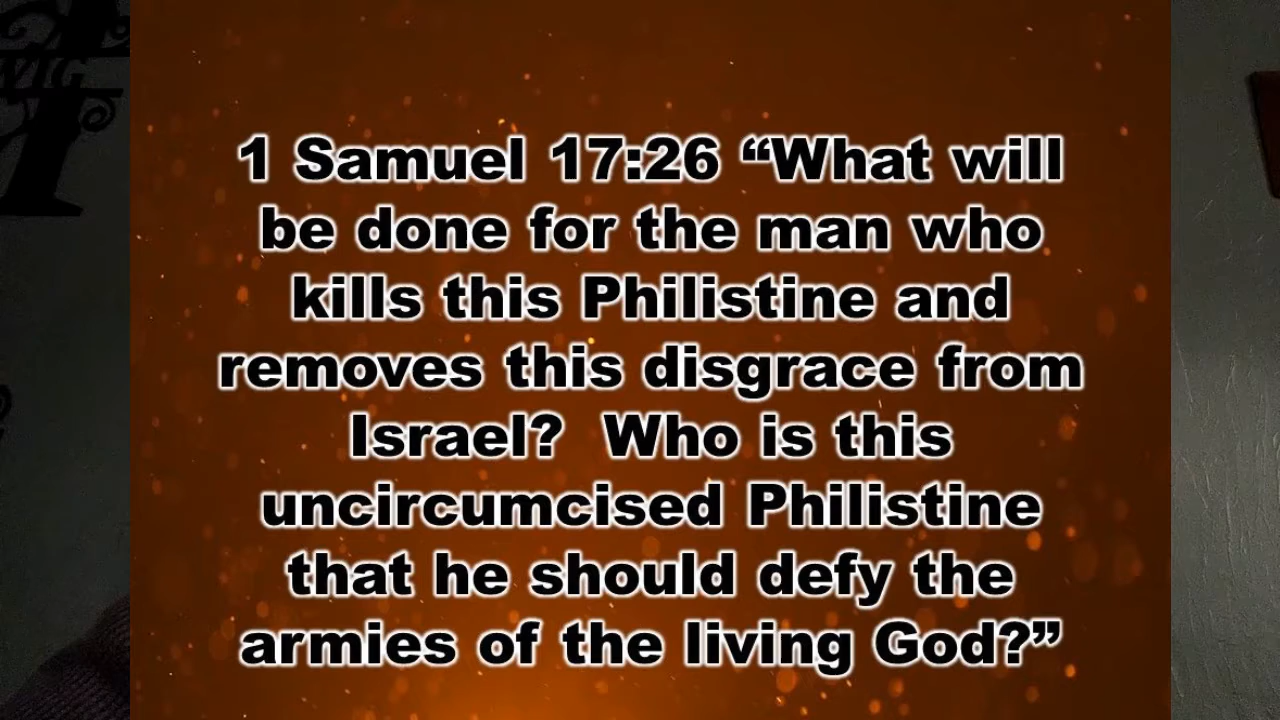 1 Samuel 17:26 “What will
be done for the man who
kills this Philistine and
removes this disgrace from
Israel?  Who is this
uncircumcised Philistine
that he should defy the
armies of the living God?”